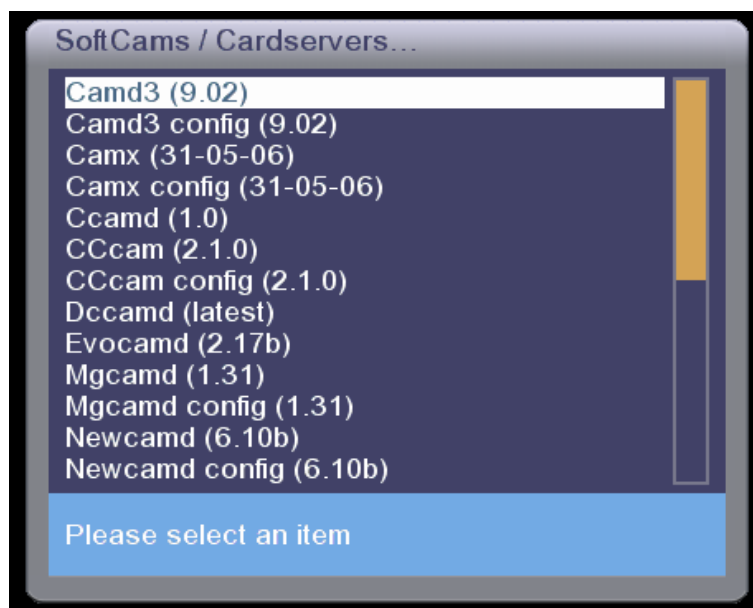 SoftCams / Cardservers...
Camd3 (9.02)
Camd3 config (9.02)
Camx (31-05-06)
Camx config (31-05-06)
Ccamd (1.0)
CCcam (2.1.0)
CCcam config (2.1.0)
Dccamd (latest)
Evocamd (2.17b)
Mgcamd (1.31)
Mgcamd config (1.31)
Newcamd (6.10b)
Newcamd config (6.10b)
Please select an item